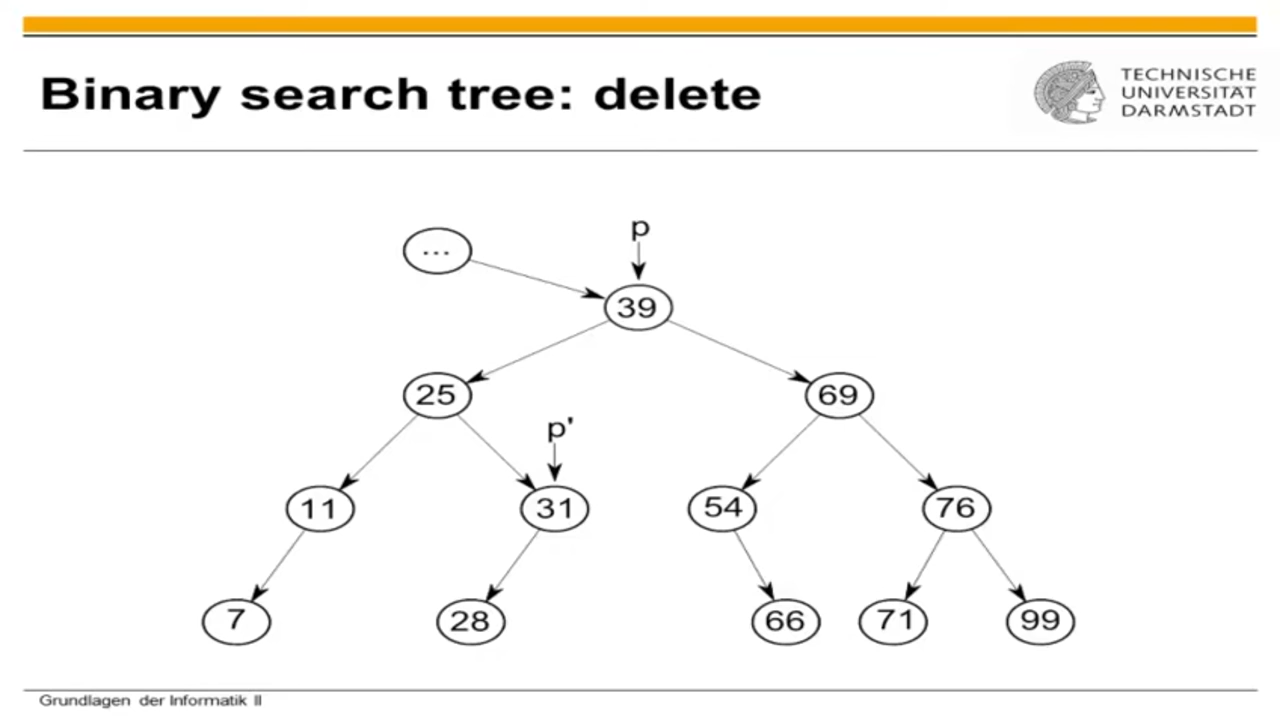 Binary search tree: delete
TECHNISCHE
UNIVERSITÄT
DARMSTADT
p
...
39
25
69
p'
11
31
54
76
7
28
66
71
99
Grundlagen der Informatik II